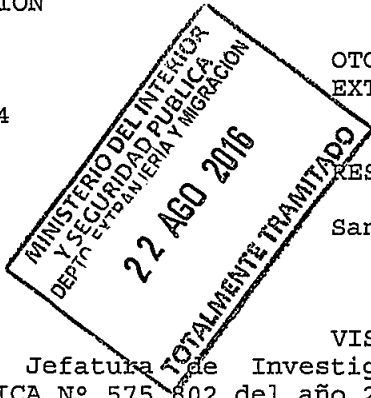 ION
OTO
EXT
4
MINISTERIO DEL INTERIOR
Y SEGURIDAD PUBLICA
DEPTO EXTRANJERIA Y MIGRACION
22 AGO 2016
TOTALMENTE TRAMITADO
RES
San
VIS
Jefatura de Investig
ICA Nº 575.802 del año 2